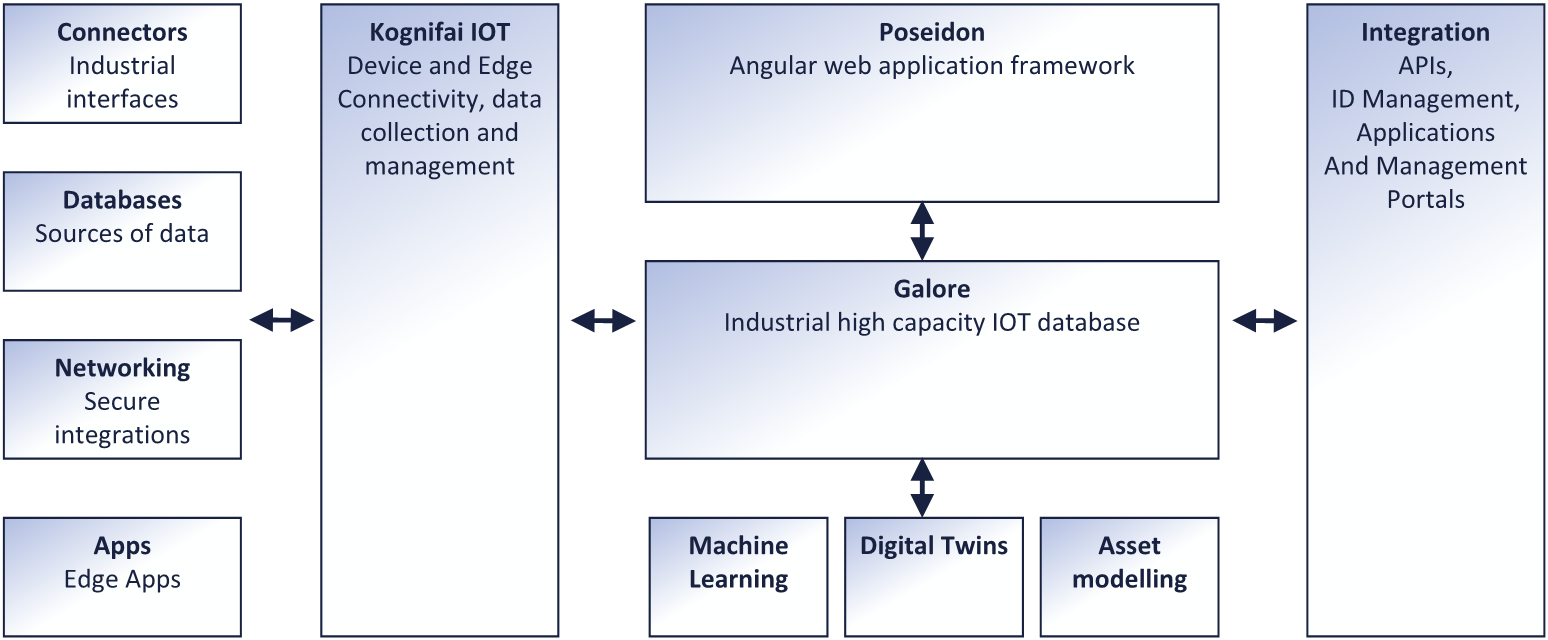 Connectors
Industrial
interfaces
Databases
Sources of data
Networking
Secure
integrations
Apps
Edge Apps
Kognifai IOT
Device and Edge
Connectivity, data
collection and
management
Poseidon
Angular web application framework
Galore
Industrial high capacity IOT database
Machine
Learning
Digital Twins
Asset
modelling
Integration
APIs,
ID Management,
Applications
And Management
Portals